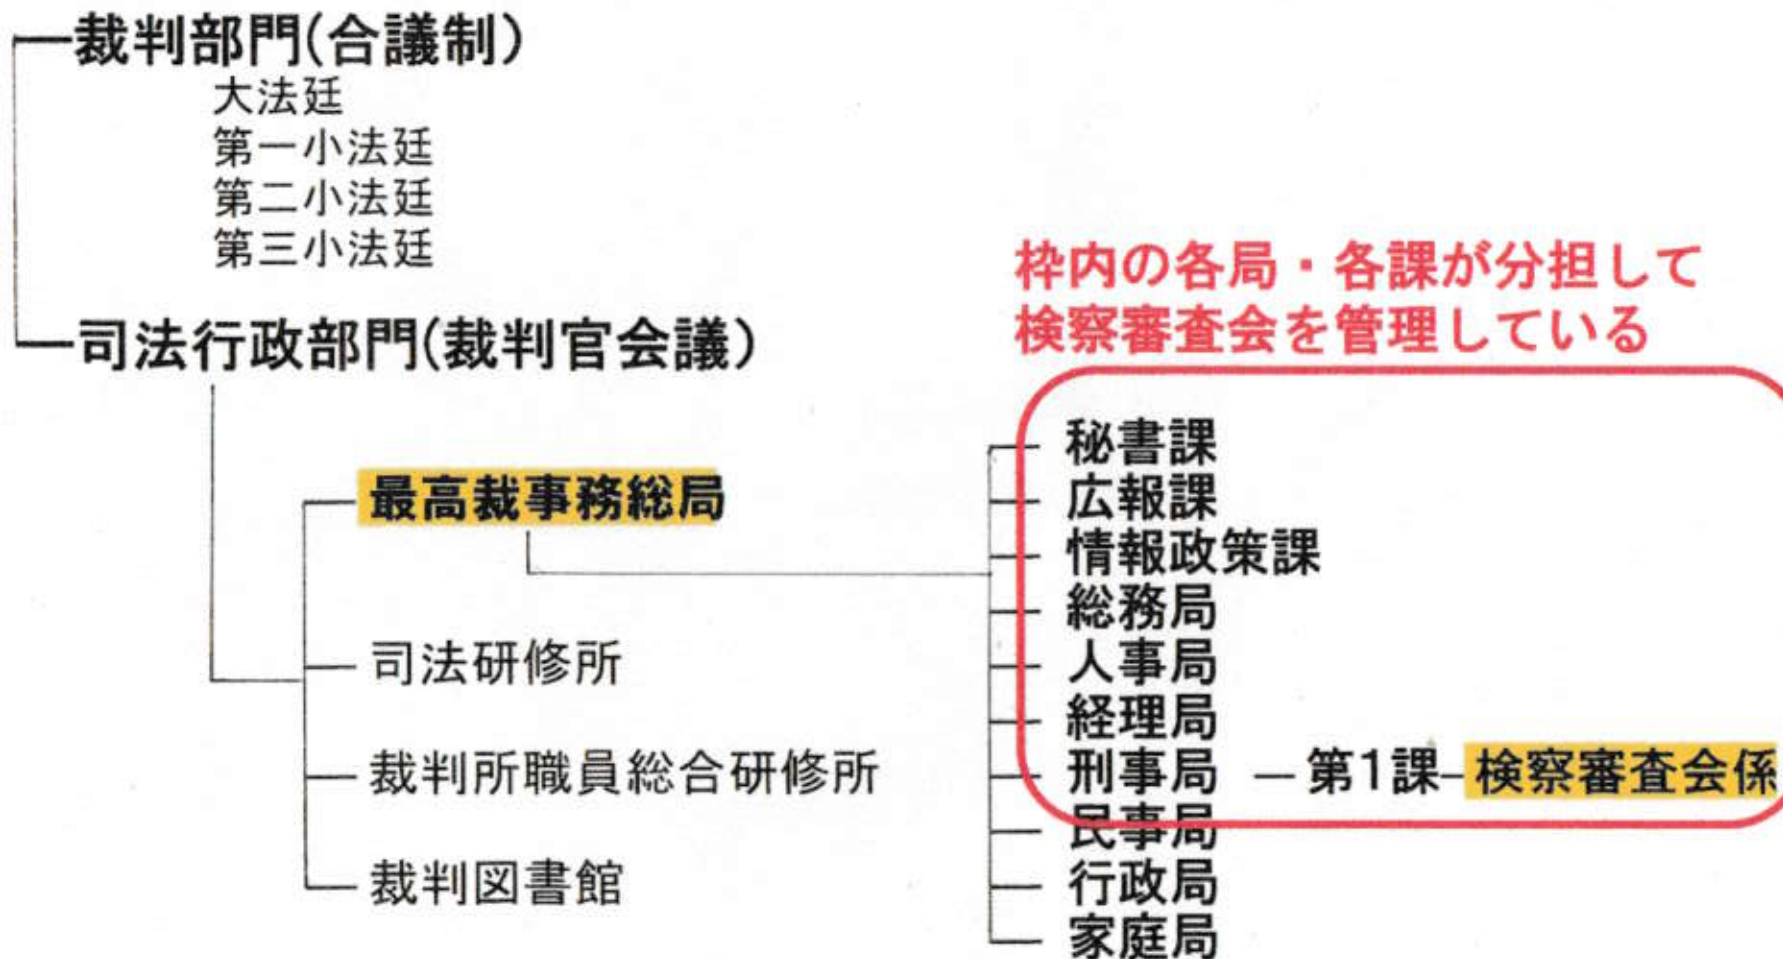 裁判部門(合議制)
大法廷
第一小法廷
第二小法廷
第三小法廷
司法行政部門(裁判官会議)
最高裁事務総局
司法研修所
裁判所職員総合研修所
裁判図書館
枠内の各局・各課が分担して
検察審査会を管理している
秘書課
広報課
情報政策課
総務局
人事局
経理局
刑事局 ― 第1課 - 検察審査会係
民事局
行政局
家庭局